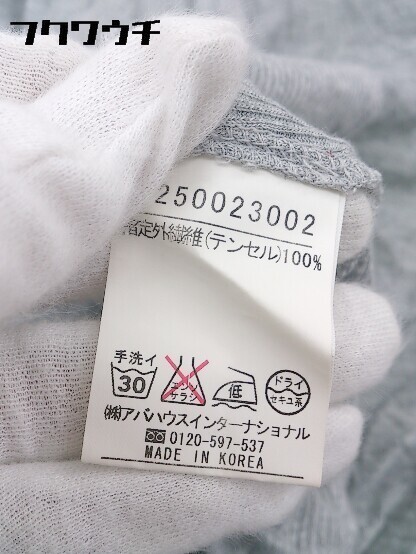 フクワウチ
250023002
指定外繊維(テンセル)100%
手洗イ
30
エンソ
サラシ
低
ドライ
セキユ系
㈱アバハウスインターナショナル
0120-597-537
MADE IN KOREA